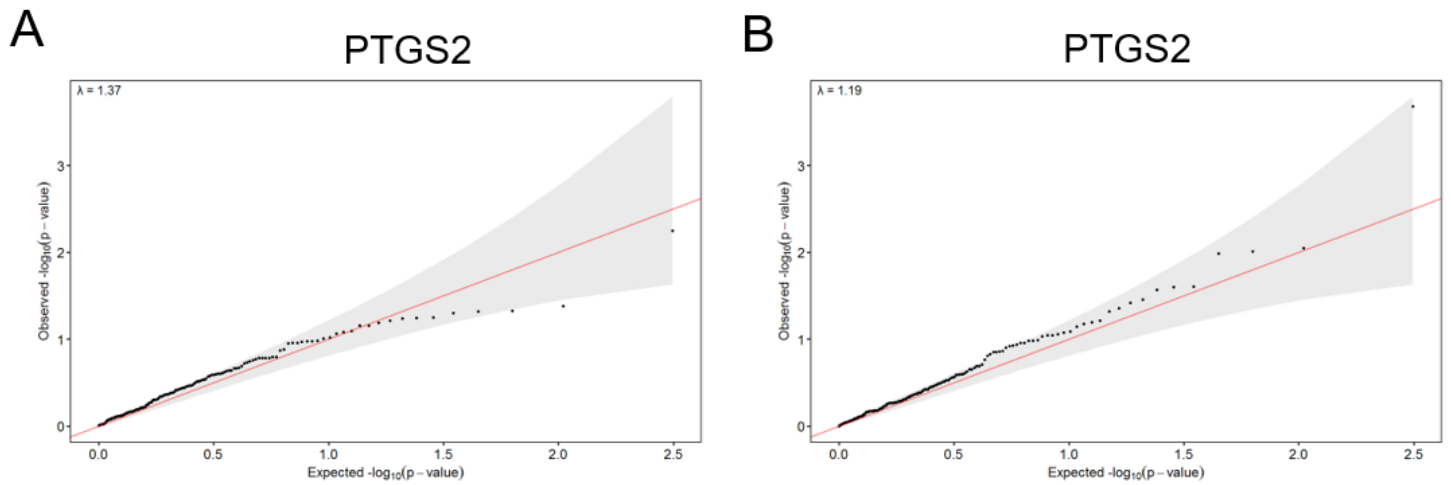 A
PTGS2
λ = 1.37
Observed -log10(p − value)
3
2
1
0
0.0 0.5 1.0 1.5 2.0 2.5
Expected -log10(p − value)
B
PTGS2
λ = 1.19
Observed -log10(p − value)
3
2
1
0
0.0 0.5 1.0 1.5 2.0 2.5
Expected -log10(p − value)